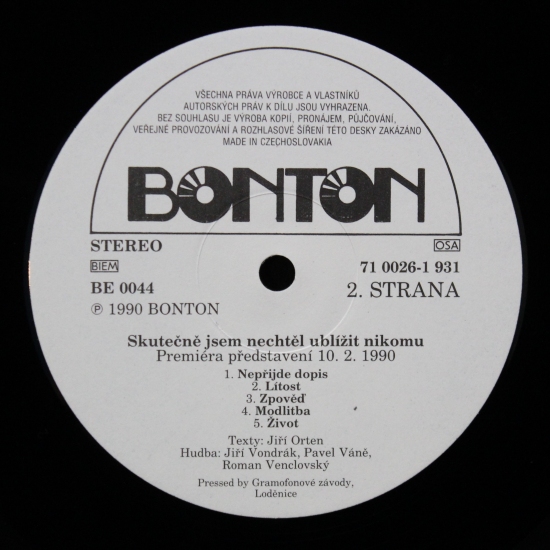 VŠECHNA PRÁVA VÝROBCE A VLASTNÍKŮ
AUTORSKÝCH PRÁV K DÍLU JSOU VYHRAZENA.
BEZ SOUHLASU JE VÝROBA KOPIÍ, PRONÁJEM, PŮJČOVÁNÍ,
VEŘEJNÉ PROVOZOVÁNÍ A ROZHLASOVÉ ŠÍŘENÍ TÉTO DESKY ZAKÁZÁNO
MADE IN CZECHOSLOVAKIA
BONTON
STEREO OSA
BIEM 71 0026-1 931
BE 0044 2. STRANA
℗ 1990 BONTON
Skutečně jsem nechtěl ublížit nikomu
Premiéra představení 10. 2. 1990
1. Nepřijde dopis
2. Lítost
3. Zpověď
4. Modlitba
5. Život
Texty: Jiří Orten
Hudba: Jiří Vondrák, Pavel Váně,
Roman Venclovský
Pressed by Gramofonové závody,
Loděnice